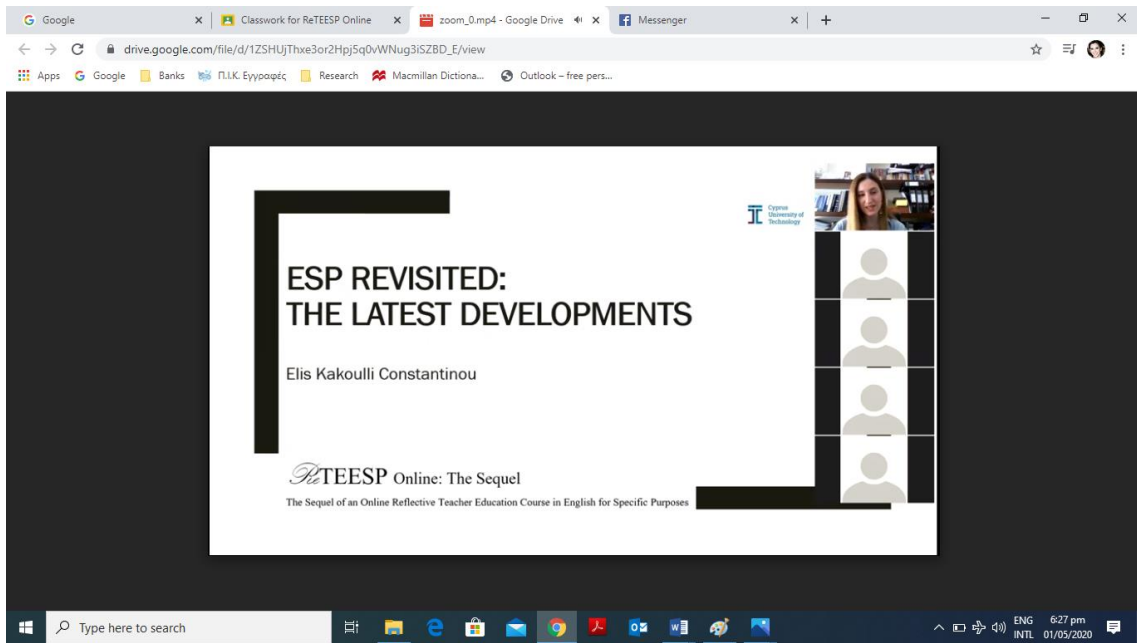 Google
Classwork for ReTEESP Online
zoom_0.mp4 - Google Drive
Messenger
drive.google.com/file/d/1ZSHUjThxe3or2Hpj5q0vWNug3iSZBD_E/view
Apps
Google
Banks
Π.Ι.Κ. Εγγραφές
Research
Macmillan Dictiona...
Outlook – free pers...
Cyprus
University of
Technology
ESP REVISITED:
THE LATEST DEVELOPMENTS
Elis Kakoulli Constantinou
ReTEESP Online: The Sequel
The Sequel of an Online Reflective Teacher Education Course in English for Specific Purposes
Type here to search
ENG
INTL
6:27 pm
01/05/2020